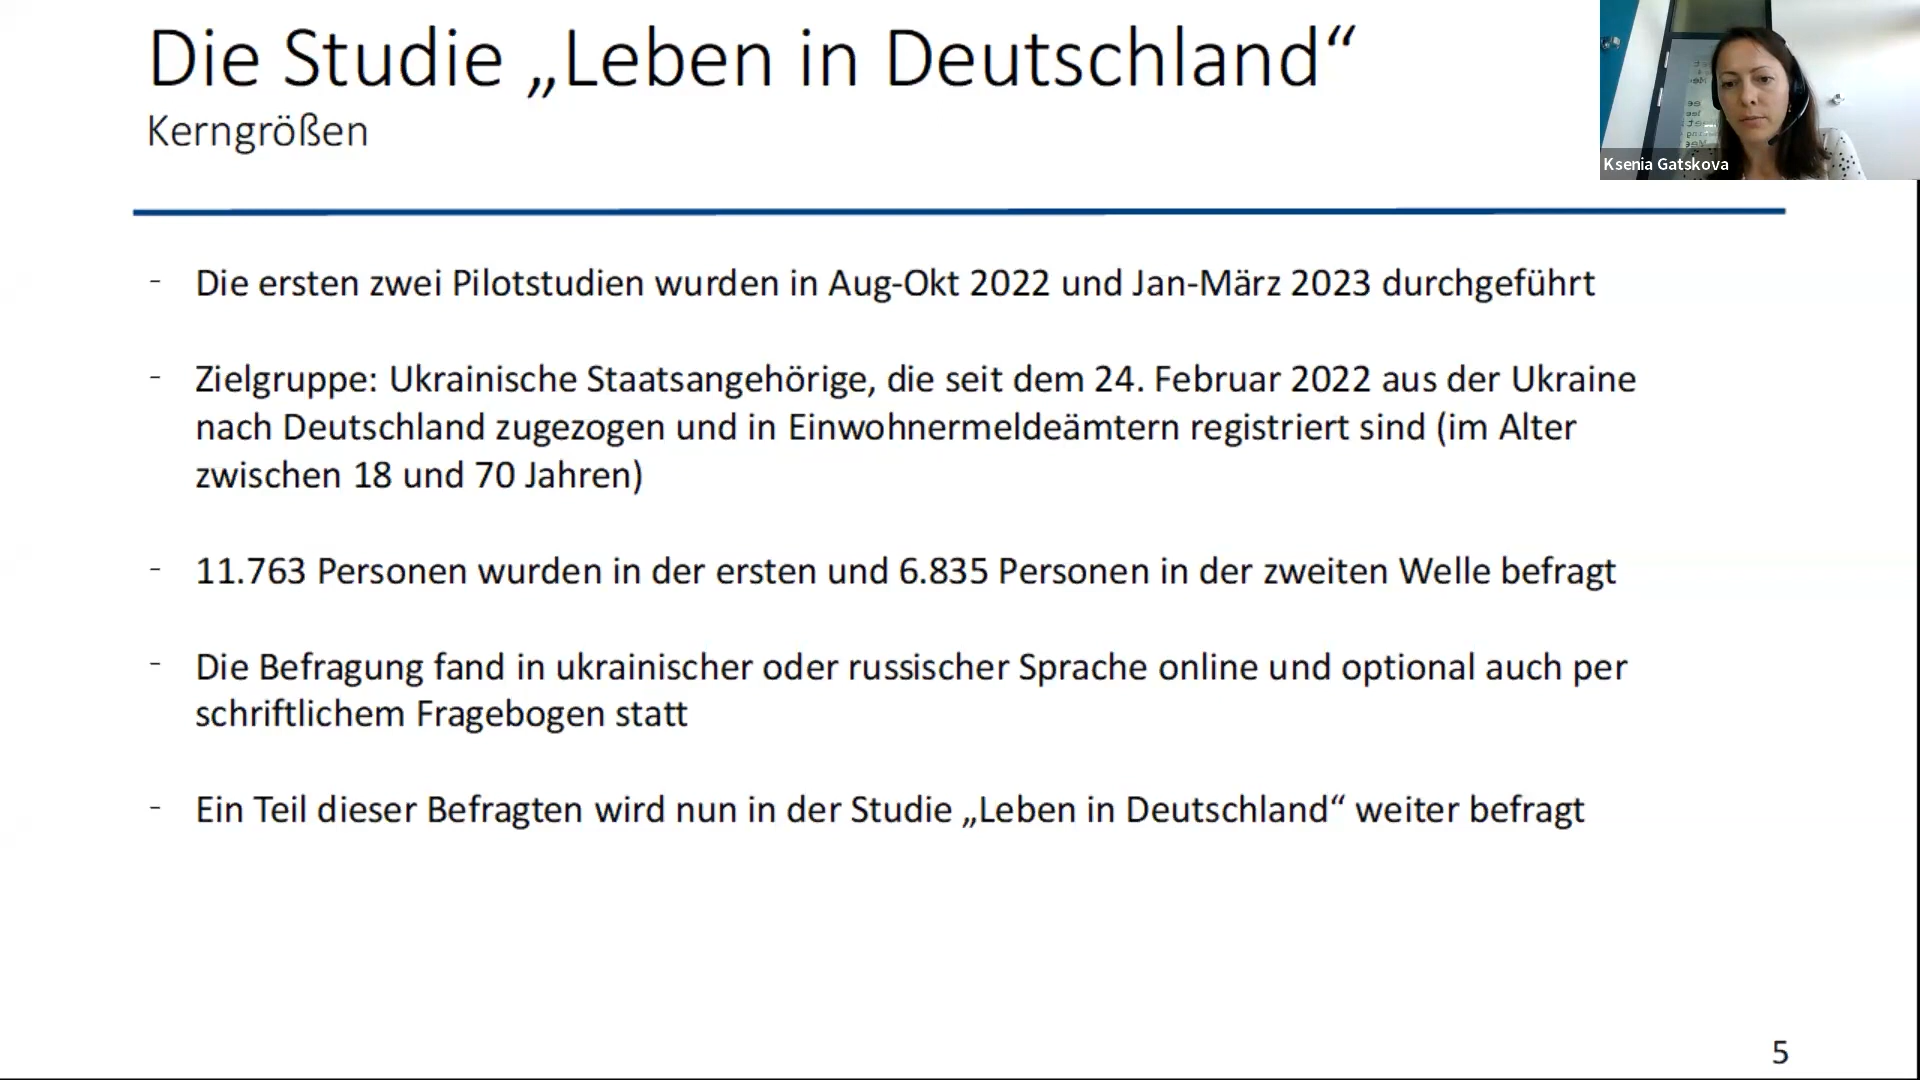 Die Studie „Leben in Deutschland“
Kerngrößen
Ksenia Gatskova
- Die ersten zwei Pilotstudien wurden in Aug-Okt 2022 und Jan-März 2023 durchgeführt
- Zielgruppe: Ukrainische Staatsangehörige, die seit dem 24. Februar 2022 aus der Ukraine
nach Deutschland zugezogen und in Einwohnermeldeämtern registriert sind (im Alter
zwischen 18 und 70 Jahren)
- 11.763 Personen wurden in der ersten und 6.835 Personen in der zweiten Welle befragt
- Die Befragung fand in ukrainischer oder russischer Sprache online und optional auch per
schriftlichem Fragebogen statt
- Ein Teil dieser Befragten wird nun in der Studie „Leben in Deutschland“ weiter befragt
5